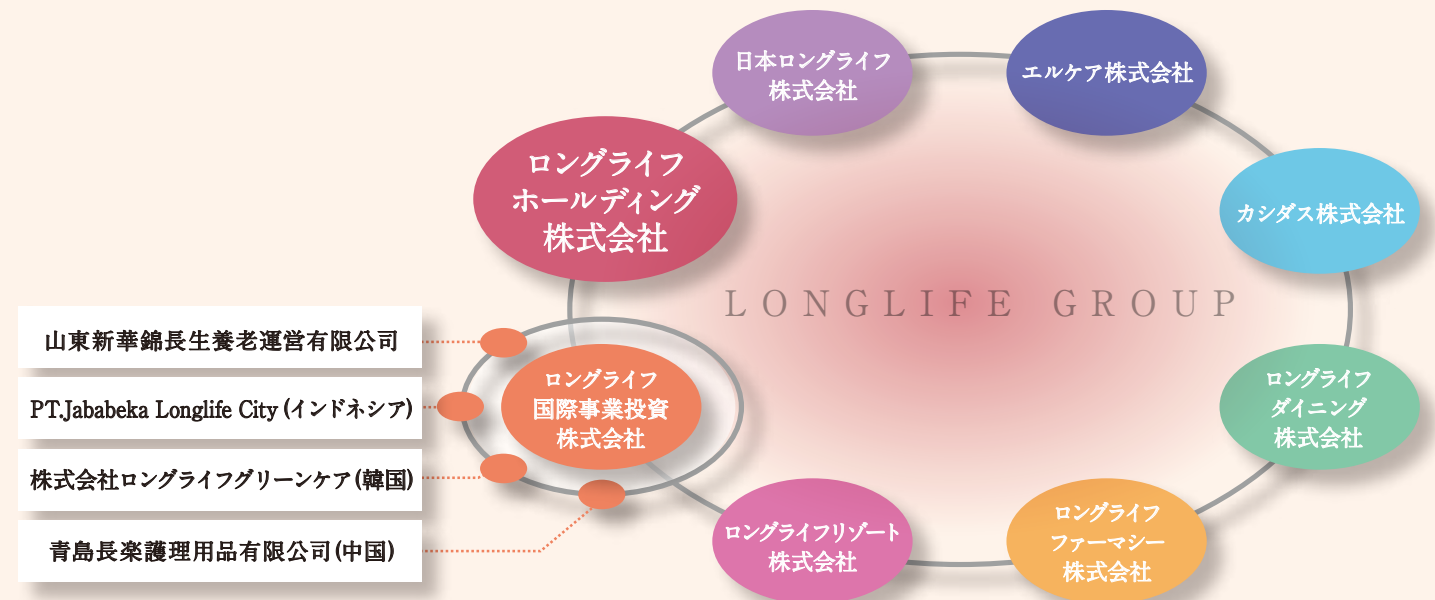 日本ロングライフ
株式会社
エルケア株式会社
ロングライフ
ホールディング
株式会社
カシダス株式会社
LONGLIFE GROUP
山東新華錦長生養老運営有限公司
PT.Jababeka Longlife City (インドネシア)
株式会社ロングライフグリーンケア(韓国)
青島長楽護理用品有限公司(中国)
ロングライフ
国際事業投資
株式会社
ロングライフ
ダイニング
株式会社
ロングライフリゾート
株式会社
ロングライフ
ファーマシー
株式会社